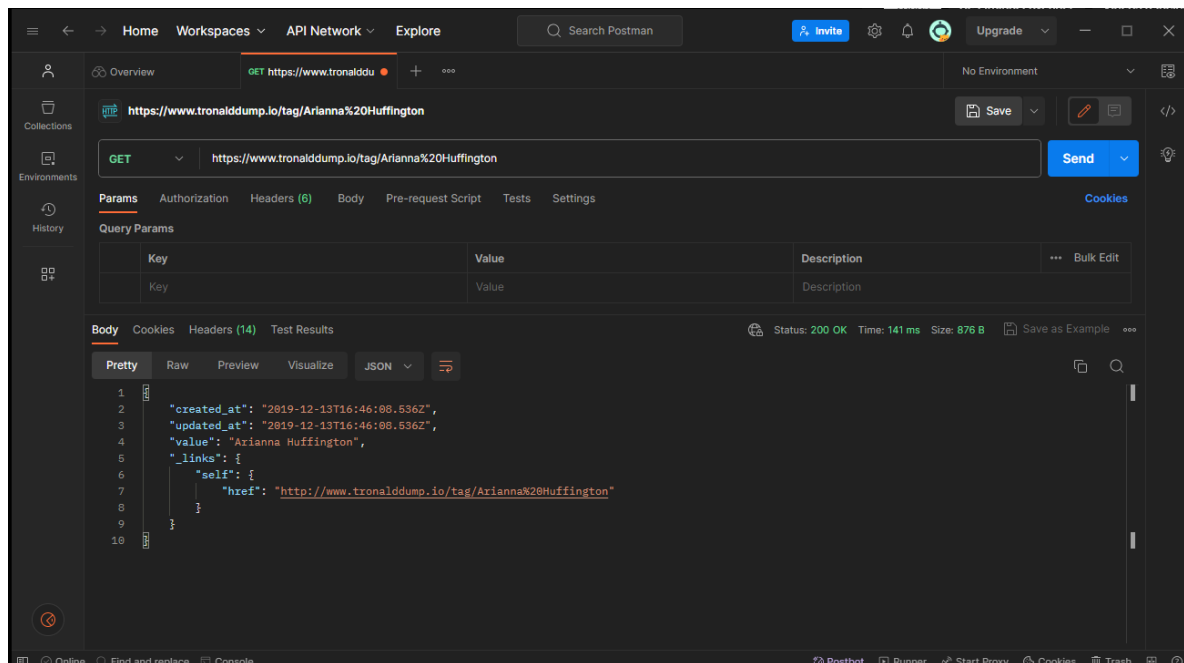 Home Workspaces API Network Explore Search Postman Invite Upgrade
Overview GET https://www.tronalddu No Environment
Collections
Environments
History
HTTP https://www.tronalddump.io/tag/Arianna%20Huffington Save
GET https://www.tronalddump.io/tag/Arianna%20Huffington Send
Params Authorization Headers (6) Body Pre-request Script Tests Settings Cookies
Query Params
Key Value Description Bulk Edit
Key Value Description
Body Cookies Headers (14) Test Results Status: 200 OK Time: 141 ms Size: 876 B Save as Example
Pretty Raw Preview Visualize JSON
1 {
2 "created_at": "2019-12-13T16:46:08.536Z",
3 "updated_at": "2019-12-13T16:46:08.536Z",
4 "value": "Arianna Huffington",
5 "_links": {
6 "self": {
7 "href": "http://www.tronalddump.io/tag/Arianna%20Huffington"
8 }
9 }
10 }
Online Find and replace Console Postbot Runner Start Proxy Cookies Trash